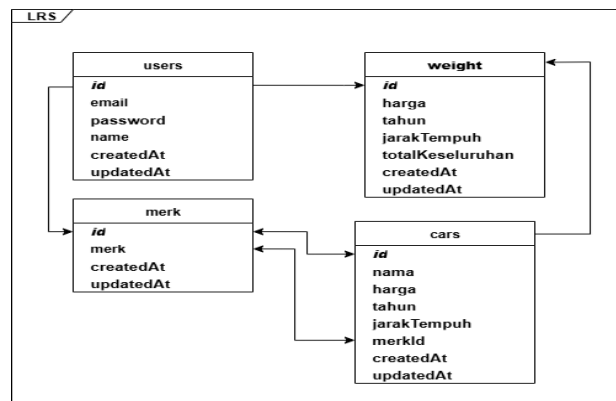 LRS
users
id
email
password
name
createdAt
updatedAt
weight
id
harga
tahun
jarakTempuh
totalKeseluruhan
createdAt
updatedAt
merk
id
merk
createdAt
updatedAt
cars
id
nama
harga
tahun
jarakTempuh
merkId
createdAt
updatedAt